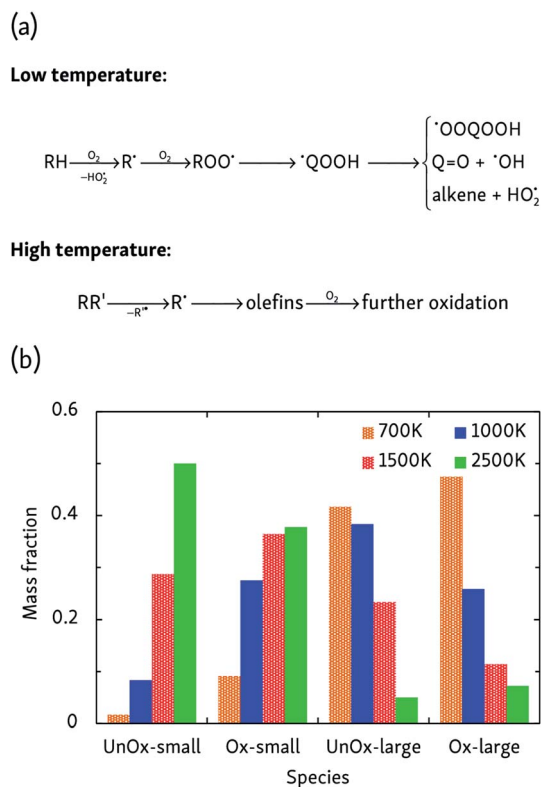 (a)
Low temperature:
RH —O₂/−HO₂˙→ R˙ —O₂→ ROO˙ → ˙QOOH → { ˙OOQOOH
Q=O + ˙OH
alkene + HO₂˙
High temperature:
RR' —−R'˙→ R˙ → olefins —O₂→ further oxidation
(b)
0.6
700K 1000K
1500K 2500K
0.4
Mass fraction
0.2
0
UnOx-small Ox-small UnOx-large Ox-large
Species